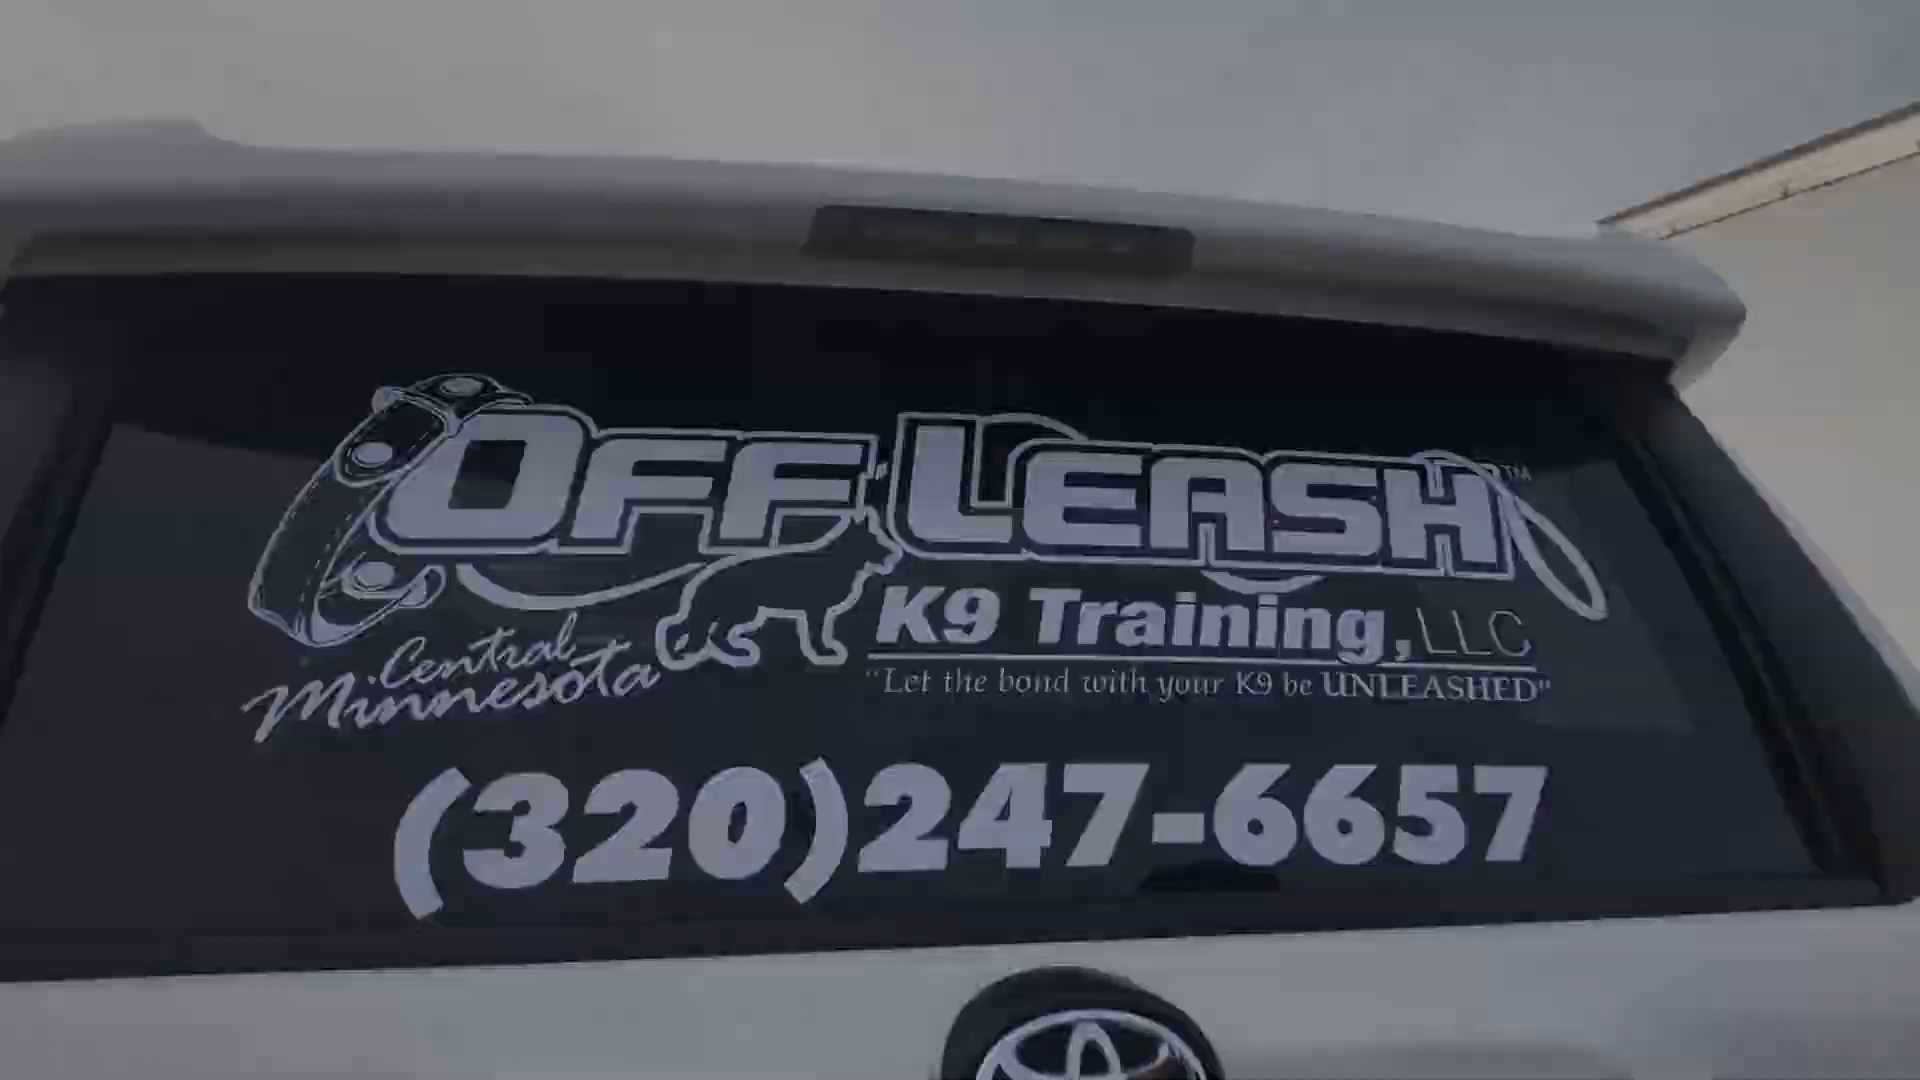 OFF LEASH™
K9 Training, LLC
Central
Minnesota
"Let the bond with your K9 be UNLEASHED"
(320)247-6657